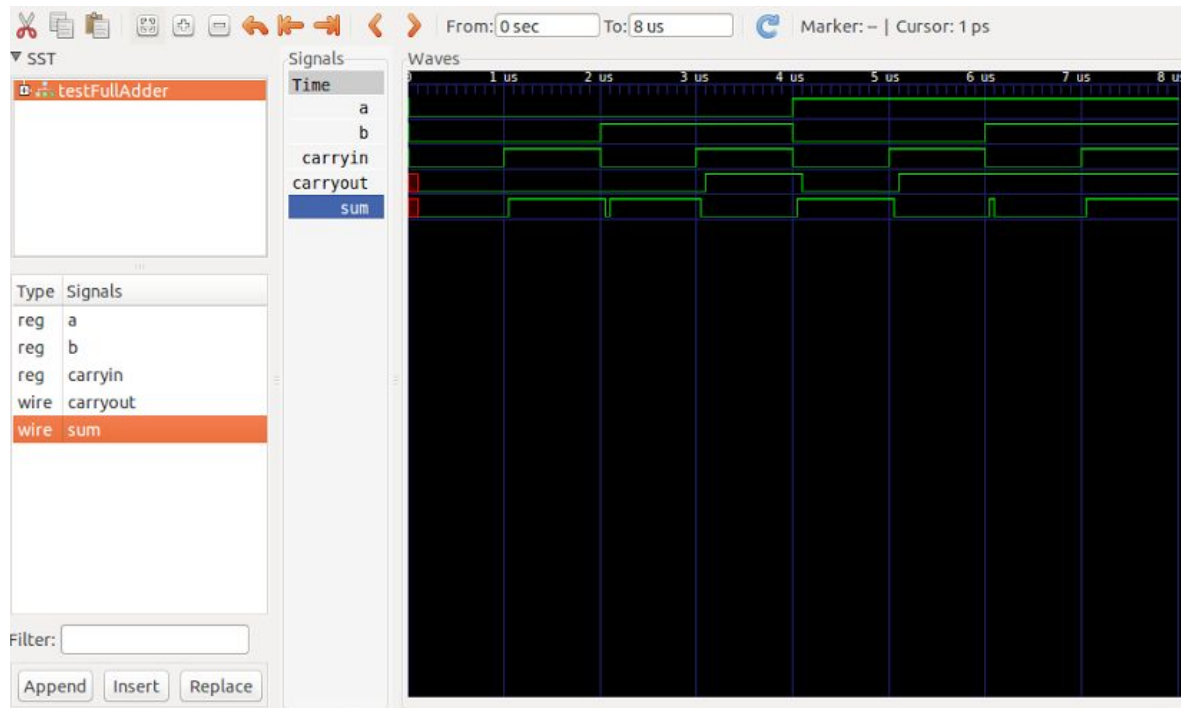 From: 0 sec To: 8 us Marker: -- | Cursor: 1 ps
SST
testFullAdder
Type Signals
reg a
reg b
reg carryin
wire carryout
wire sum
Filter:
Append Insert Replace
Signals
Time
a
b
carryin
carryout
sum
Waves
1 us 2 us 3 us 4 us 5 us 6 us 7 us 8 u